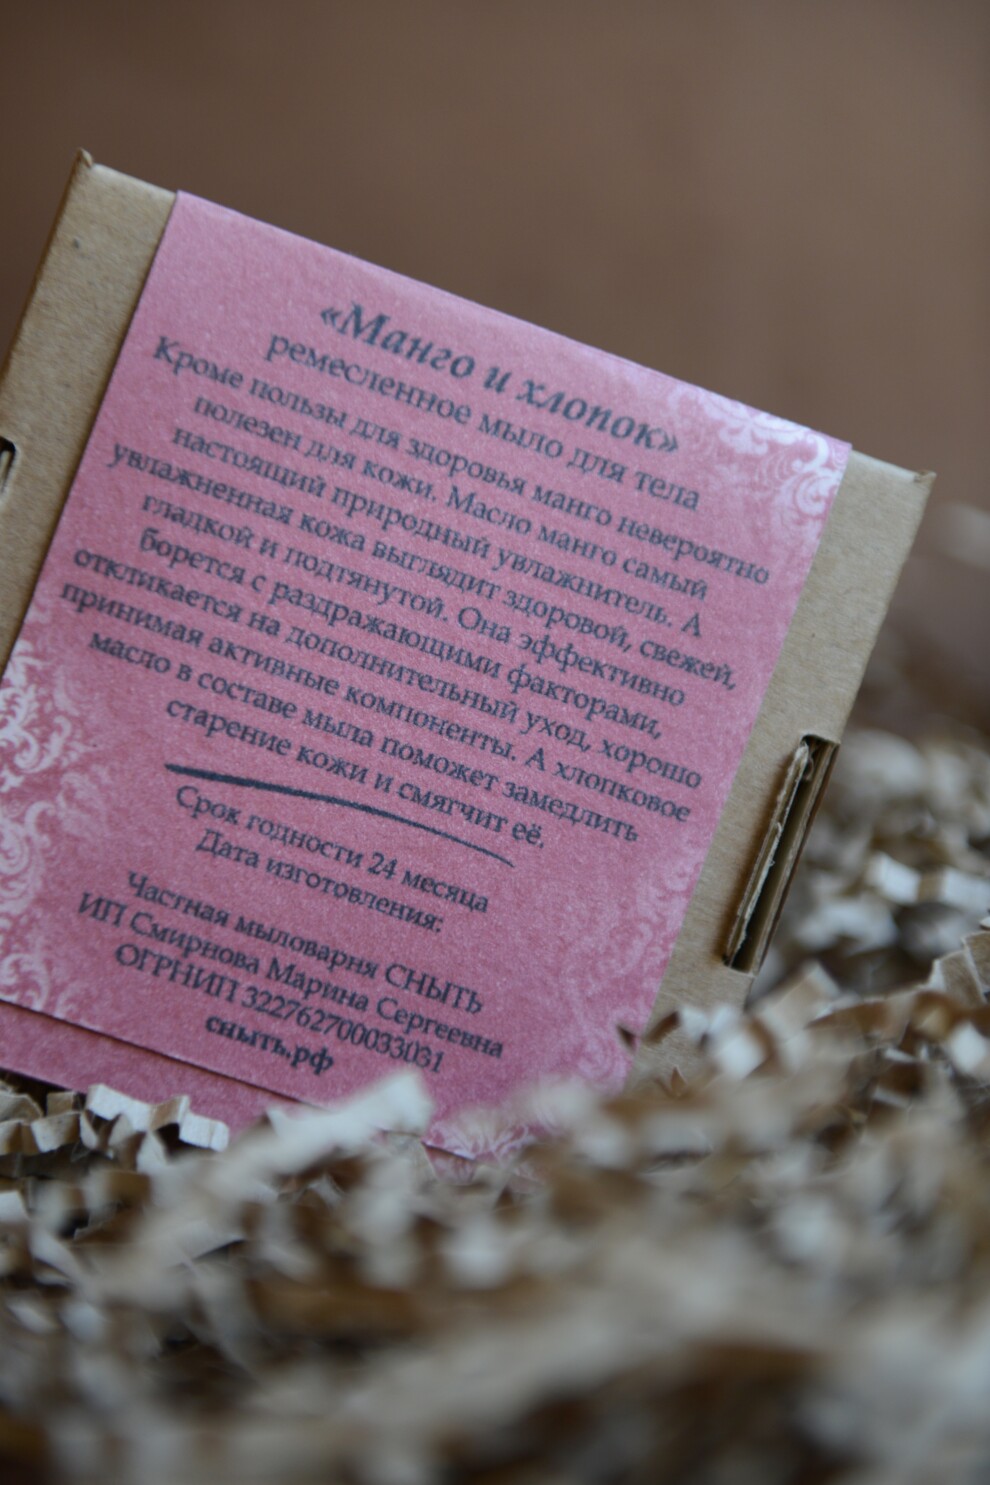 «Манго и хлопок»
ремесленное мыло для тела
Кроме пользы для здоровья манго невероятно
полезен для кожи. Масло манго самый
настоящий природный увлажнитель. А
увлажненная кожа выглядит здоровой, свежей,
гладкой и подтянутой. Она эффективно
борется с раздражающими факторами,
откликается на дополнительный уход, хорошо
принимая активные компоненты. А хлопковое
масло в составе мыла поможет замедлить
старение кожи и смягчит её.
Срок годности 24 месяца
Дата изготовления:
Частная мыловарня СНЫТЬ
ИП Смирнова Марина Сергеевна
ОГРНИП 322762700033031
сныть.рф